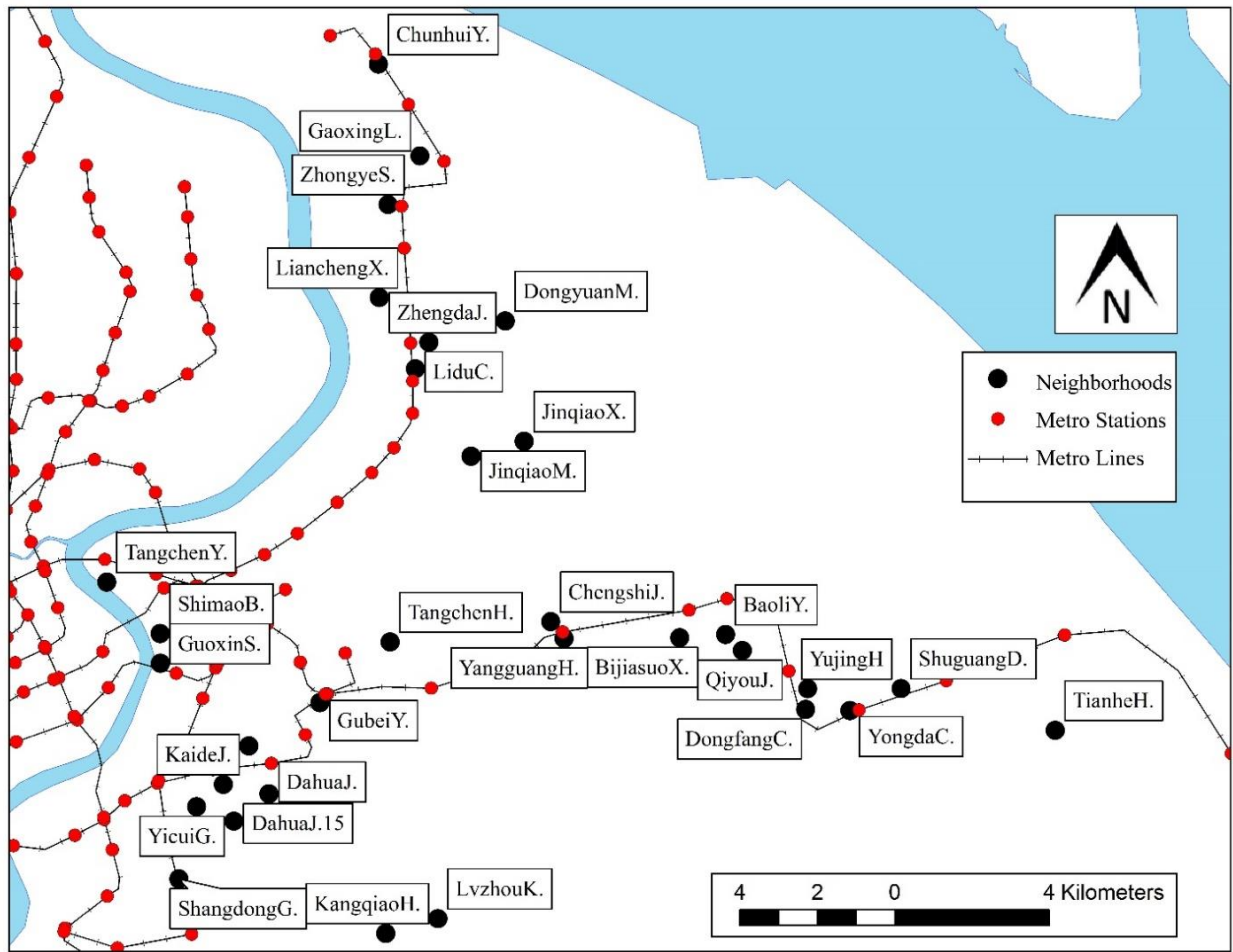 ChunhuiY.
GaoxingL.
ZhongyeS.
LianchengX.
DongyuanM.
ZhengdaJ.
N
LiduC.
Neighborhoods
Metro Stations
Metro Lines
JinqiaoX.
JinqiaoM.
TangchenY.
ShimaoB.
GuoxinS.
TangchenH.
ChengshiJ.
BaoliY.
YangguangH.
BijiasuoX.
QiyouJ.
YujingH
ShuguangD.
GubeiY.
DongfangC.
YongdaC.
TianheH.
KaideJ.
DahuaJ.
YicuiG.
DahuaJ.15
ShangdongG.
KangqiaoH.
LvzhouK.
4 2 0 4 Kilometers